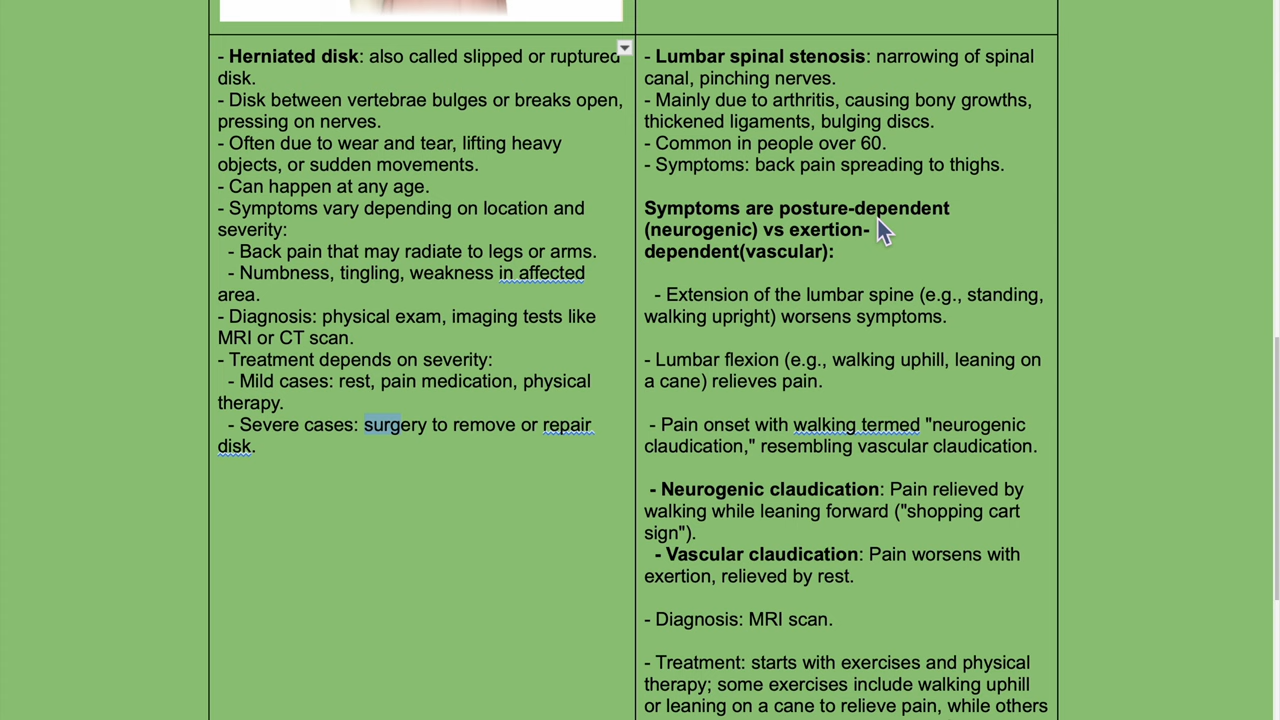 - Herniated disk: also called slipped or ruptured
disk.
- Disk between vertebrae bulges or breaks open,
pressing on nerves.
- Often due to wear and tear, lifting heavy
objects, or sudden movements.
- Can happen at any age.
- Symptoms vary depending on location and
severity:
- Back pain that may radiate to legs or arms.
- Numbness, tingling, weakness in affected
area.
- Diagnosis: physical exam, imaging tests like
MRI or CT scan.
- Treatment depends on severity:
- Mild cases: rest, pain medication, physical
therapy.
- Severe cases: surgery to remove or repair
disk.
- Lumbar spinal stenosis: narrowing of spinal
canal, pinching nerves.
- Mainly due to arthritis, causing bony growths,
thickened ligaments, bulging discs.
- Common in people over 60.
- Symptoms: back pain spreading to thighs.
Symptoms are posture-dependent
(neurogenic) vs exertion-
dependent(vascular):
- Extension of the lumbar spine (e.g., standing,
walking upright) worsens symptoms.
- Lumbar flexion (e.g., walking uphill, leaning on
a cane) relieves pain.
- Pain onset with walking termed "neurogenic
claudication," resembling vascular claudication.
- Neurogenic claudication: Pain relieved by
walking while leaning forward ("shopping cart
sign").
- Vascular claudication: Pain worsens with
exertion, relieved by rest.
- Diagnosis: MRI scan.
- Treatment: starts with exercises and physical
therapy; some exercises include walking uphill
or leaning on a cane to relieve pain, while others